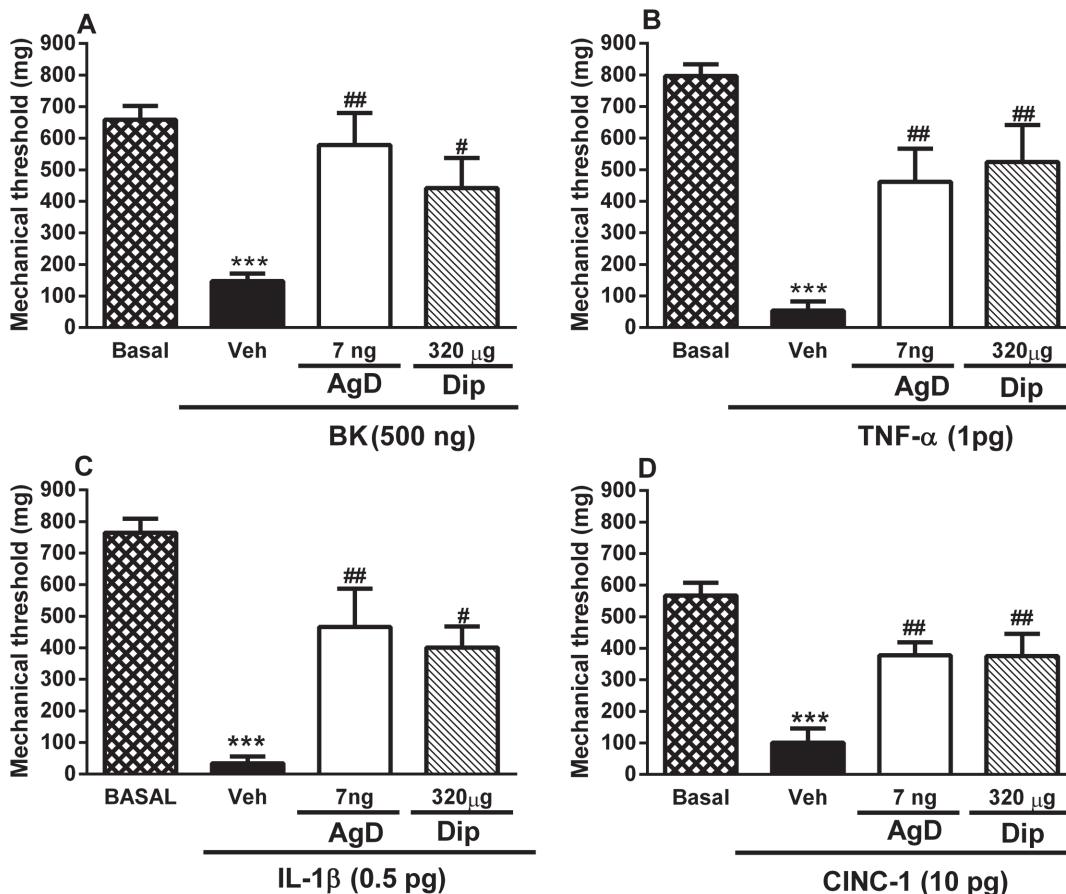 A
Mechanical threshold (mg)
900
800
700
600
500
400
300
200
100
0
***
##
#
Basal
Veh
7 ng
320 µg
AgD
Dip
BK (500 ng)
B
Mechanical threshold (mg)
900
800
700
600
500
400
300
200
100
0
***
##
##
Basal
Veh
7ng
320 µg
AgD
Dip
TNF-α (1pg)
C
Mechanical threshold (mg)
900
800
700
600
500
400
300
200
100
0
***
##
#
BASAL
Veh
7ng
320µg
AgD
Dip
IL-1β (0.5 pg)
D
Mechanical threshold (mg)
900
800
700
600
500
400
300
200
100
0
***
##
##
Basal
Veh
7 ng
320 µg
AgD
Dip
CINC-1 (10 pg)